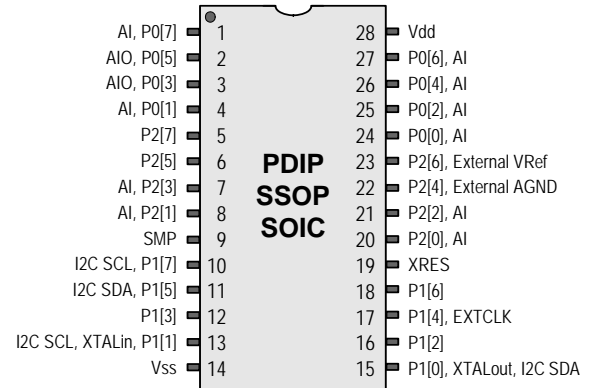 AI, P0[7] 1 28 Vdd
AIO, P0[5] 2 27 P0[6], AI
AIO, P0[3] 3 26 P0[4], AI
AI, P0[1] 4 25 P0[2], AI
P2[7] 5 24 P0[0], AI
P2[5] 6 PDIP 23 P2[6], External VRef
AI, P2[3] 7 SSOP 22 P2[4], External AGND
AI, P2[1] 8 SOIC 21 P2[2], AI
SMP 9 20 P2[0], AI
I2C SCL, P1[7] 10 19 XRES
I2C SDA, P1[5] 11 18 P1[6]
P1[3] 12 17 P1[4], EXTCLK
I2C SCL, XTALin, P1[1] 13 16 P1[2]
Vss 14 15 P1[0], XTALout, I2C SDA